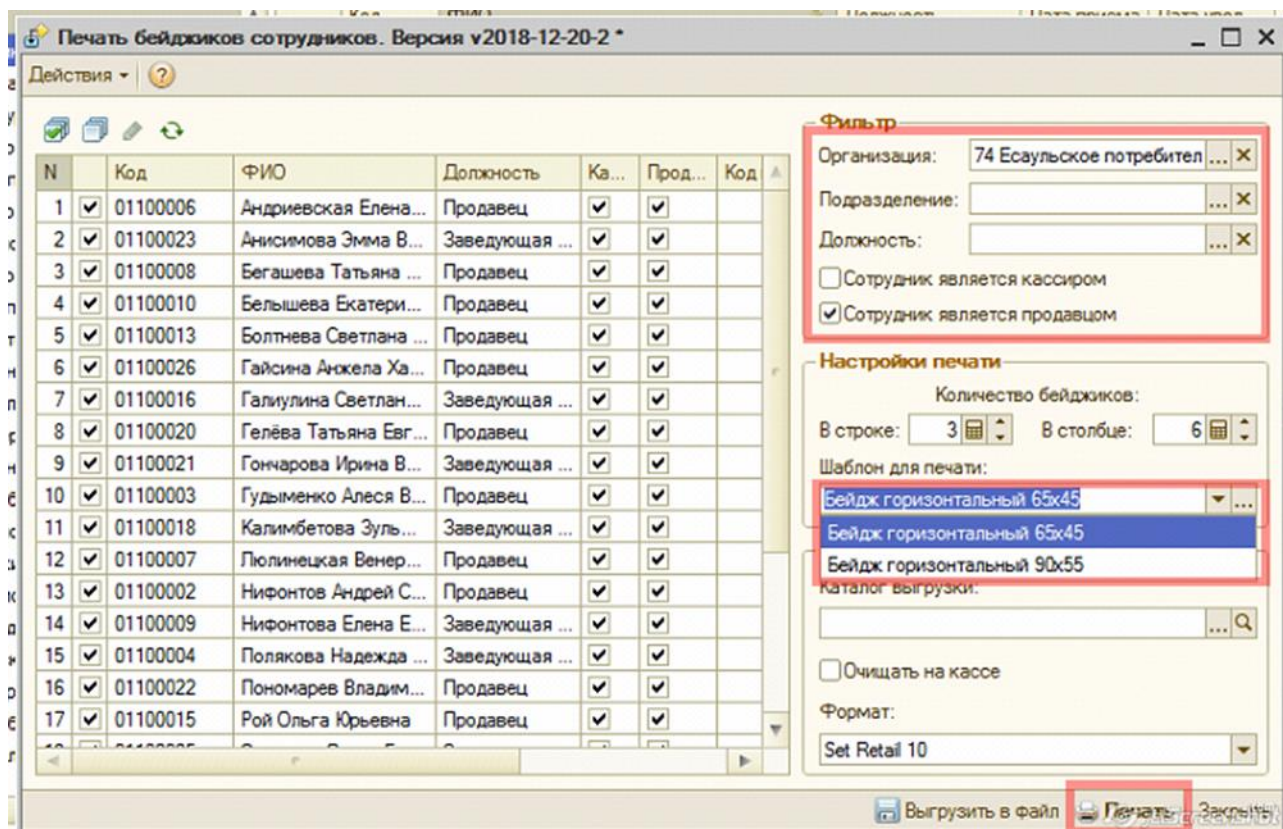 Печать бейджиков сотрудников. Версия v2018-12-20-2 *
Действия
N Код ФИО Должность Ка... Прод... Код
1 01100006 Андриевская Елена... Продавец
2 01100023 Анисимова Эмма В... Заведующая ...
3 01100008 Бегашева Татьяна ... Продавец
4 01100010 Белышева Екатери... Продавец
5 01100013 Болтнева Светлана ... Продавец
6 01100026 Гайсина Анжела Ха... Продавец
7 01100016 Галиулина Светлан... Заведующая ...
8 01100020 Гелёва Татьяна Евг... Продавец
9 01100021 Гончарова Ирина В... Заведующая ...
10 01100003 Гудыменко Алеся В... Продавец
11 01100018 Калимбетова Зуль... Заведующая ...
12 01100007 Люлинецкая Венер... Продавец
13 01100002 Нифонтов Андрей С... Продавец
14 01100009 Нифонтова Елена Е... Заведующая ...
15 01100004 Полякова Надежда ... Заведующая ...
16 01100022 Пономарев Владим... Продавец
17 01100015 Рой Ольга Юрьевна Продавец
Фильтр
Организация: 74 Есаульское потребител ...
Подразделение: ...
Должность: ...
Сотрудник является кассиром
Сотрудник является продавцом
Настройки печати
Количество бейджиков:
В строке: 3 В столбце: 6
Шаблон для печати:
Бейдж горизонтальный 65x45 ...
Бейдж горизонтальный 65x45
Бейдж горизонтальный 90x55
Каталог выгрузки:
...
Очищать на кассе
Формат:
Set Retail 10
Выгрузить в файл Печать Закрыть